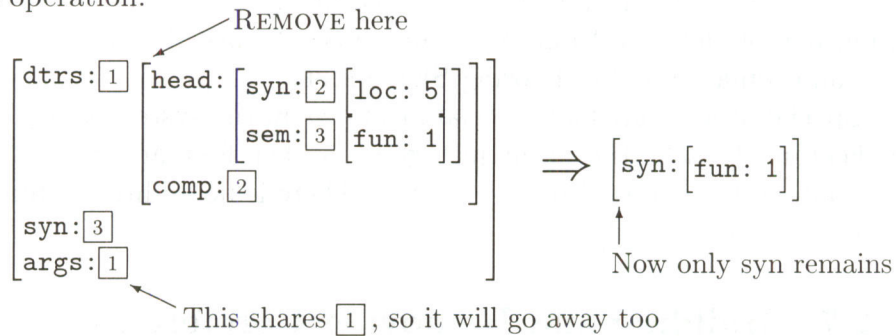 operation.
REMOVE here
dtrs: 1 head: syn: 2 loc: 5
sem: 3 fun: 1
comp: 2
syn: 3
args: 1
⇒ syn: fun: 1
Now only syn remains
This shares 1, so it will go away too